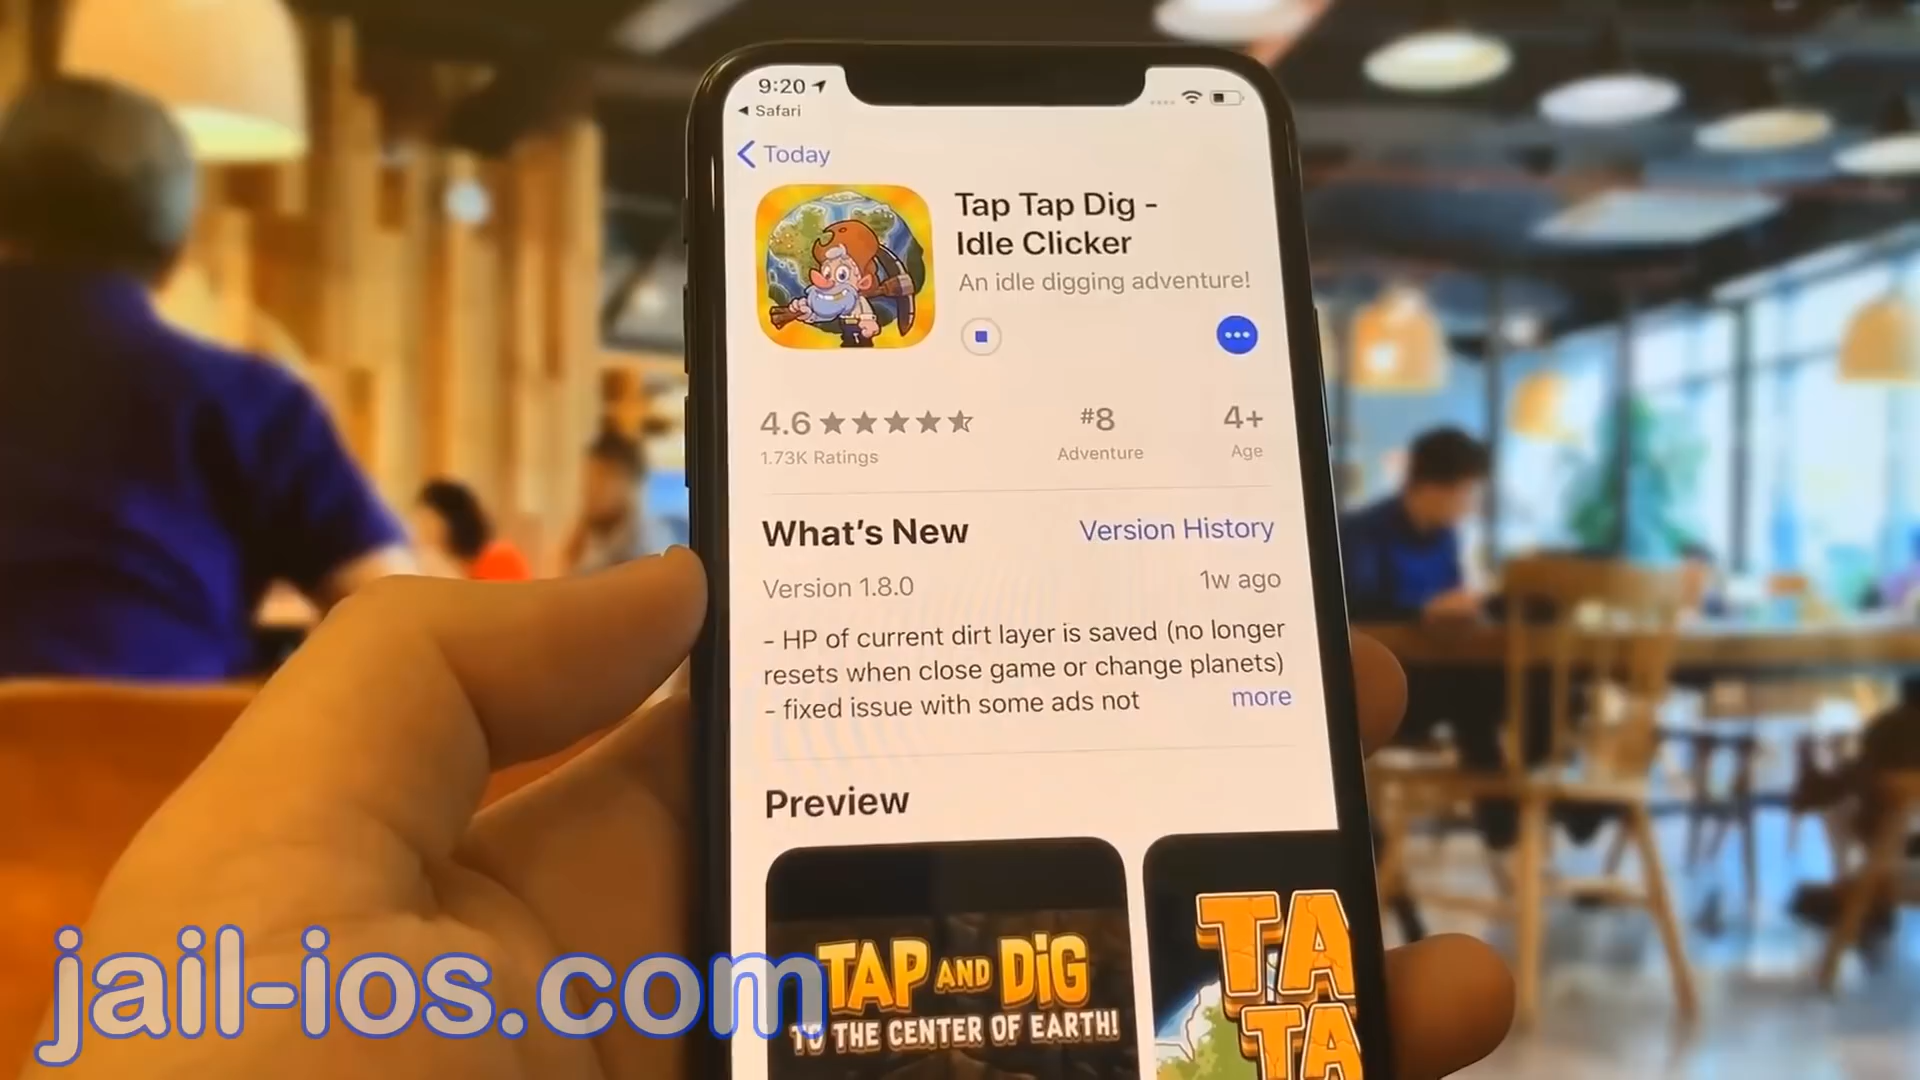 9:20
Safari
Today
Tap Tap Dig -
Idle Clicker
An idle digging adventure!
4.6
#8
4+
1.73K Ratings
Adventure
Age
What's New
Version History
Version 1.8.0
1w ago
- HP of current dirt layer is saved (no longer
resets when close game or change planets)
- fixed issue with some ads not
more
Preview
TAP AND DiG
TO THE CENTER OF EARTH!
TA
TA
jail-ios.com